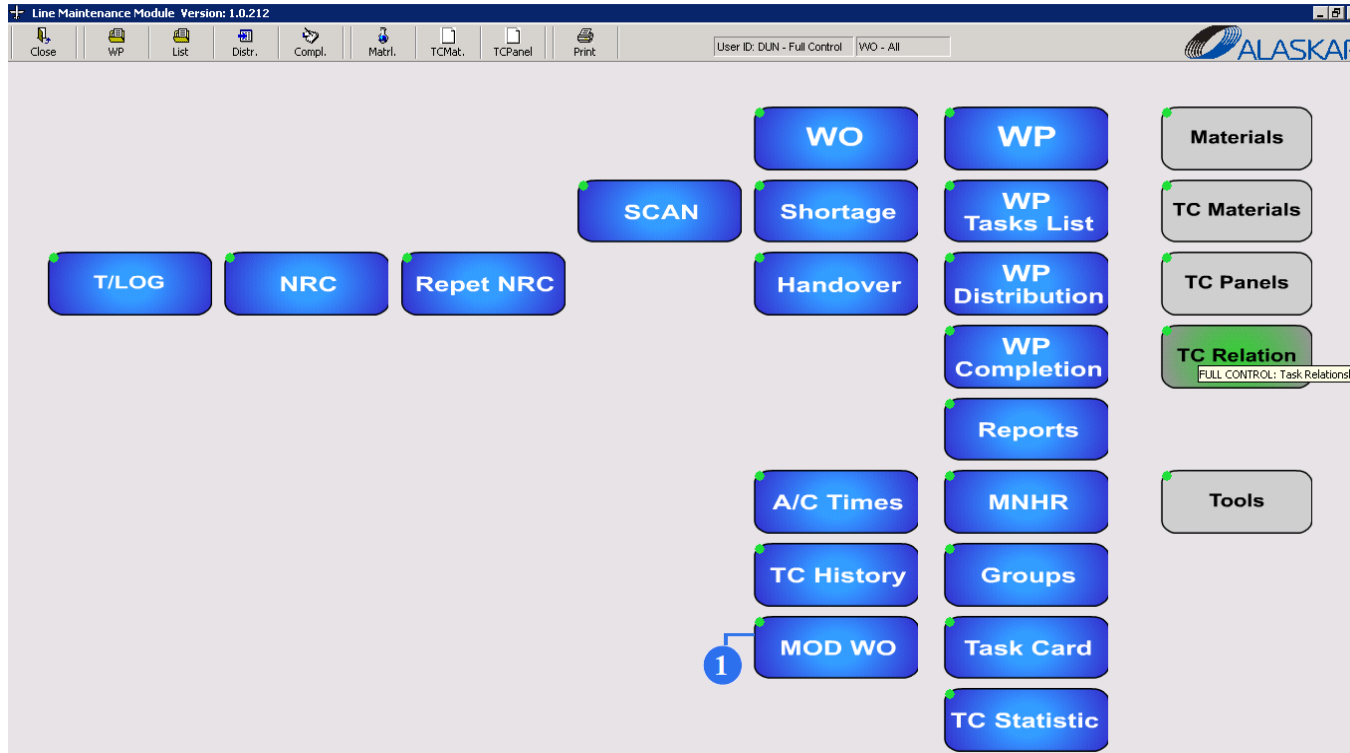 Line Maintenance Module Version: 1.0.212
Close WP List Distr. Compl. Matrl. TCMat. TCPanel Print
User ID: DUN - Full Control WO - All
ALASKAR
WO WP Materials
SCAN Shortage WP Tasks List TC Materials
T/LOG NRC Repet NRC Handover WP Distribution TC Panels
WP Completion TC Relation
FULL CONTROL: Task Relations
Reports
A/C Times MNHR Tools
TC History Groups
1 MOD WO Task Card
TC Statistic